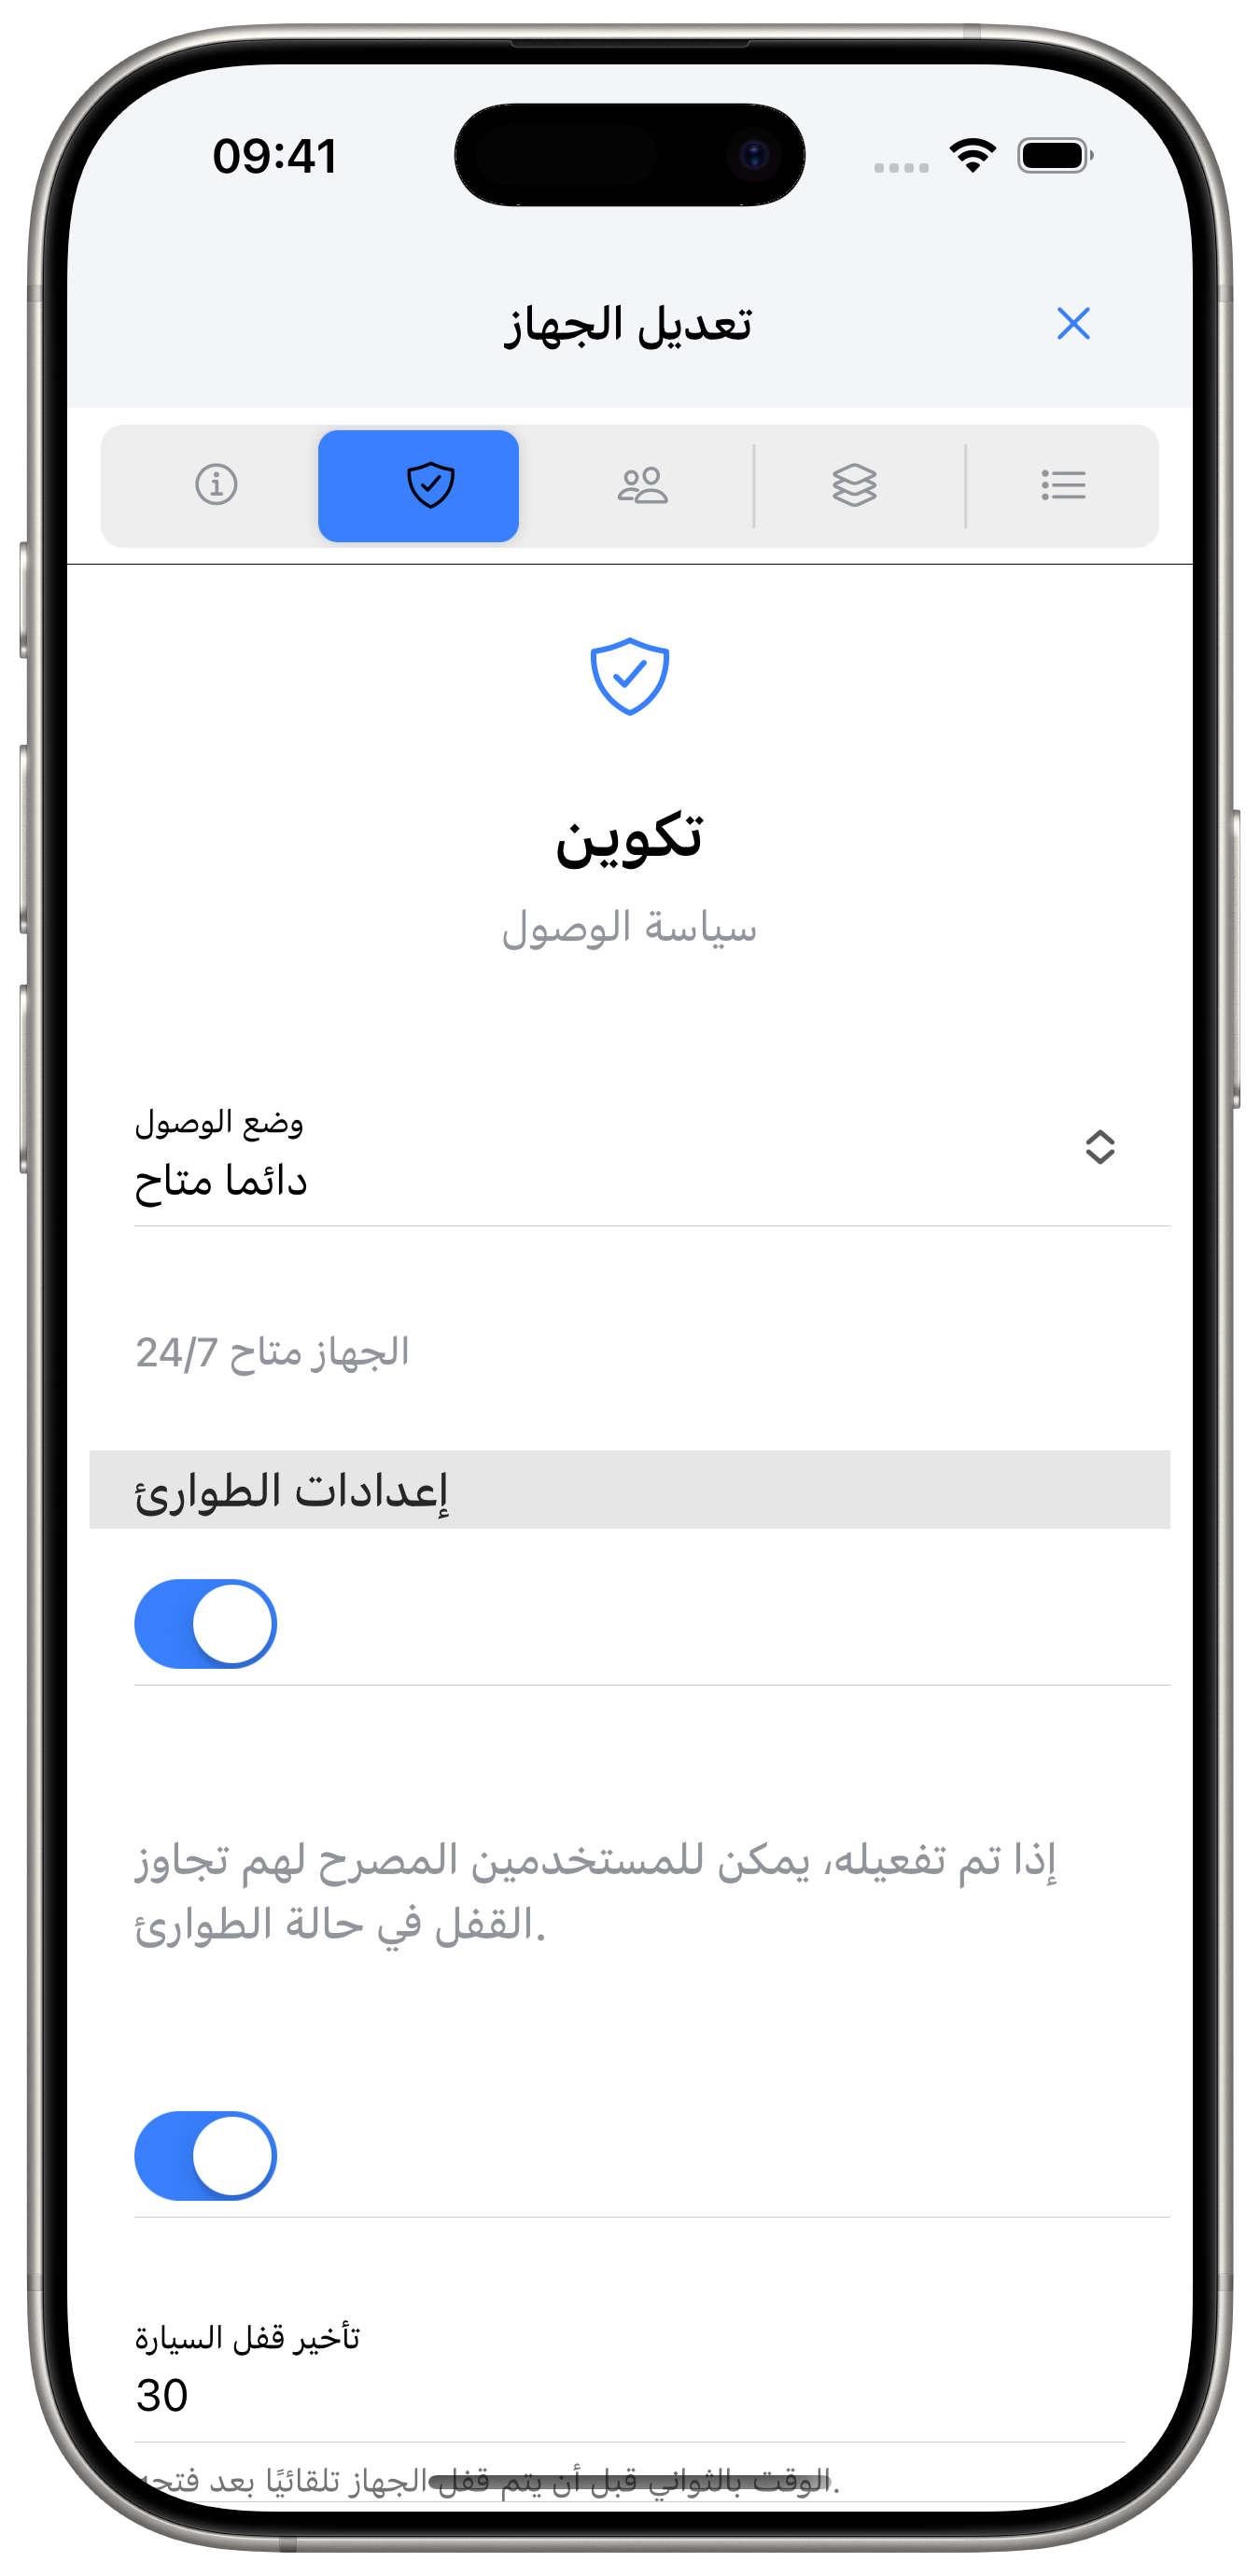 09:41
تعديل الجهاز
تكوين
سياسة الوصول
وضع الوصول
دائما متاح
الجهاز متاح 24/7
إعدادات الطوارئ
إذا تم تفعيله، يمكن للمستخدمين المصرح لهم تجاوز
القفل في حالة الطوارئ.
تأخير قفل السيارة
30
الوقت بالثواني قبل أن يتم قفل الجهاز تلقائيًا بعد فتحه.